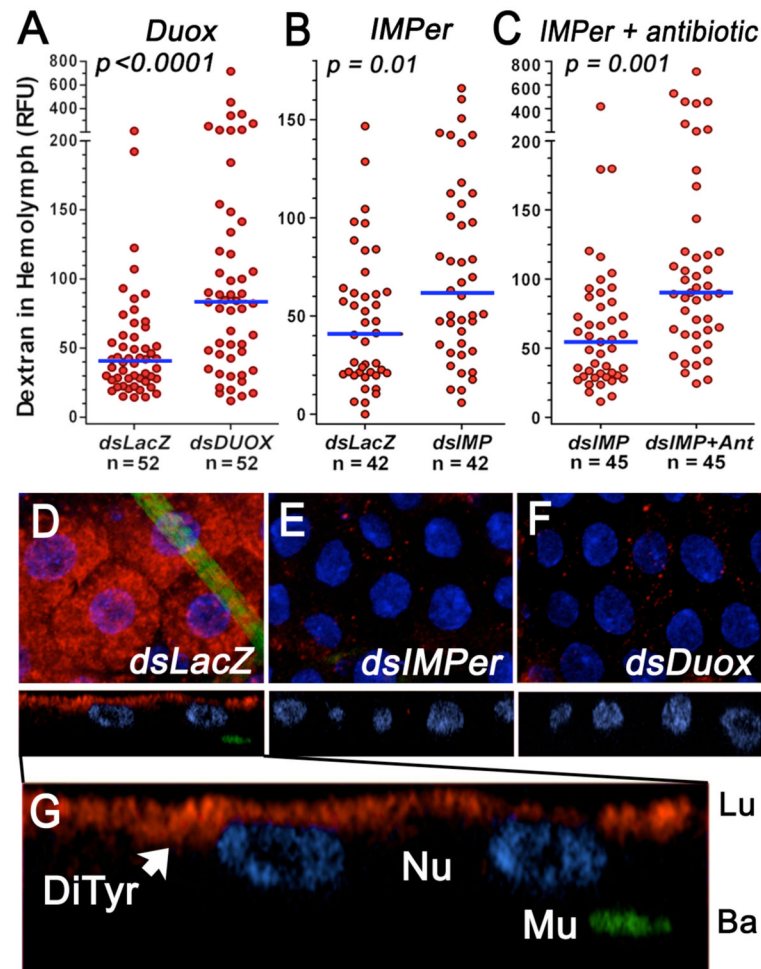 A Duox
p <0.0001
B IMPer
p = 0.01
C IMPer + antibiotic
p = 0.001
Dextran in Hemolymph (RFU)
800
600
400
200
150
100
50
0
150
100
50
0
800
600
400
200
150
100
50
0
dsLacZ dsDUOX
n = 52 n = 52
dsLacZ dsIMP
n = 42 n = 42
dsIMP dsIMP+Ant
n = 45 n = 45
D
dsLacZ
E
dsIMPer
F
dsDuox
G
Lu
DiTyr
Nu
Mu
Ba